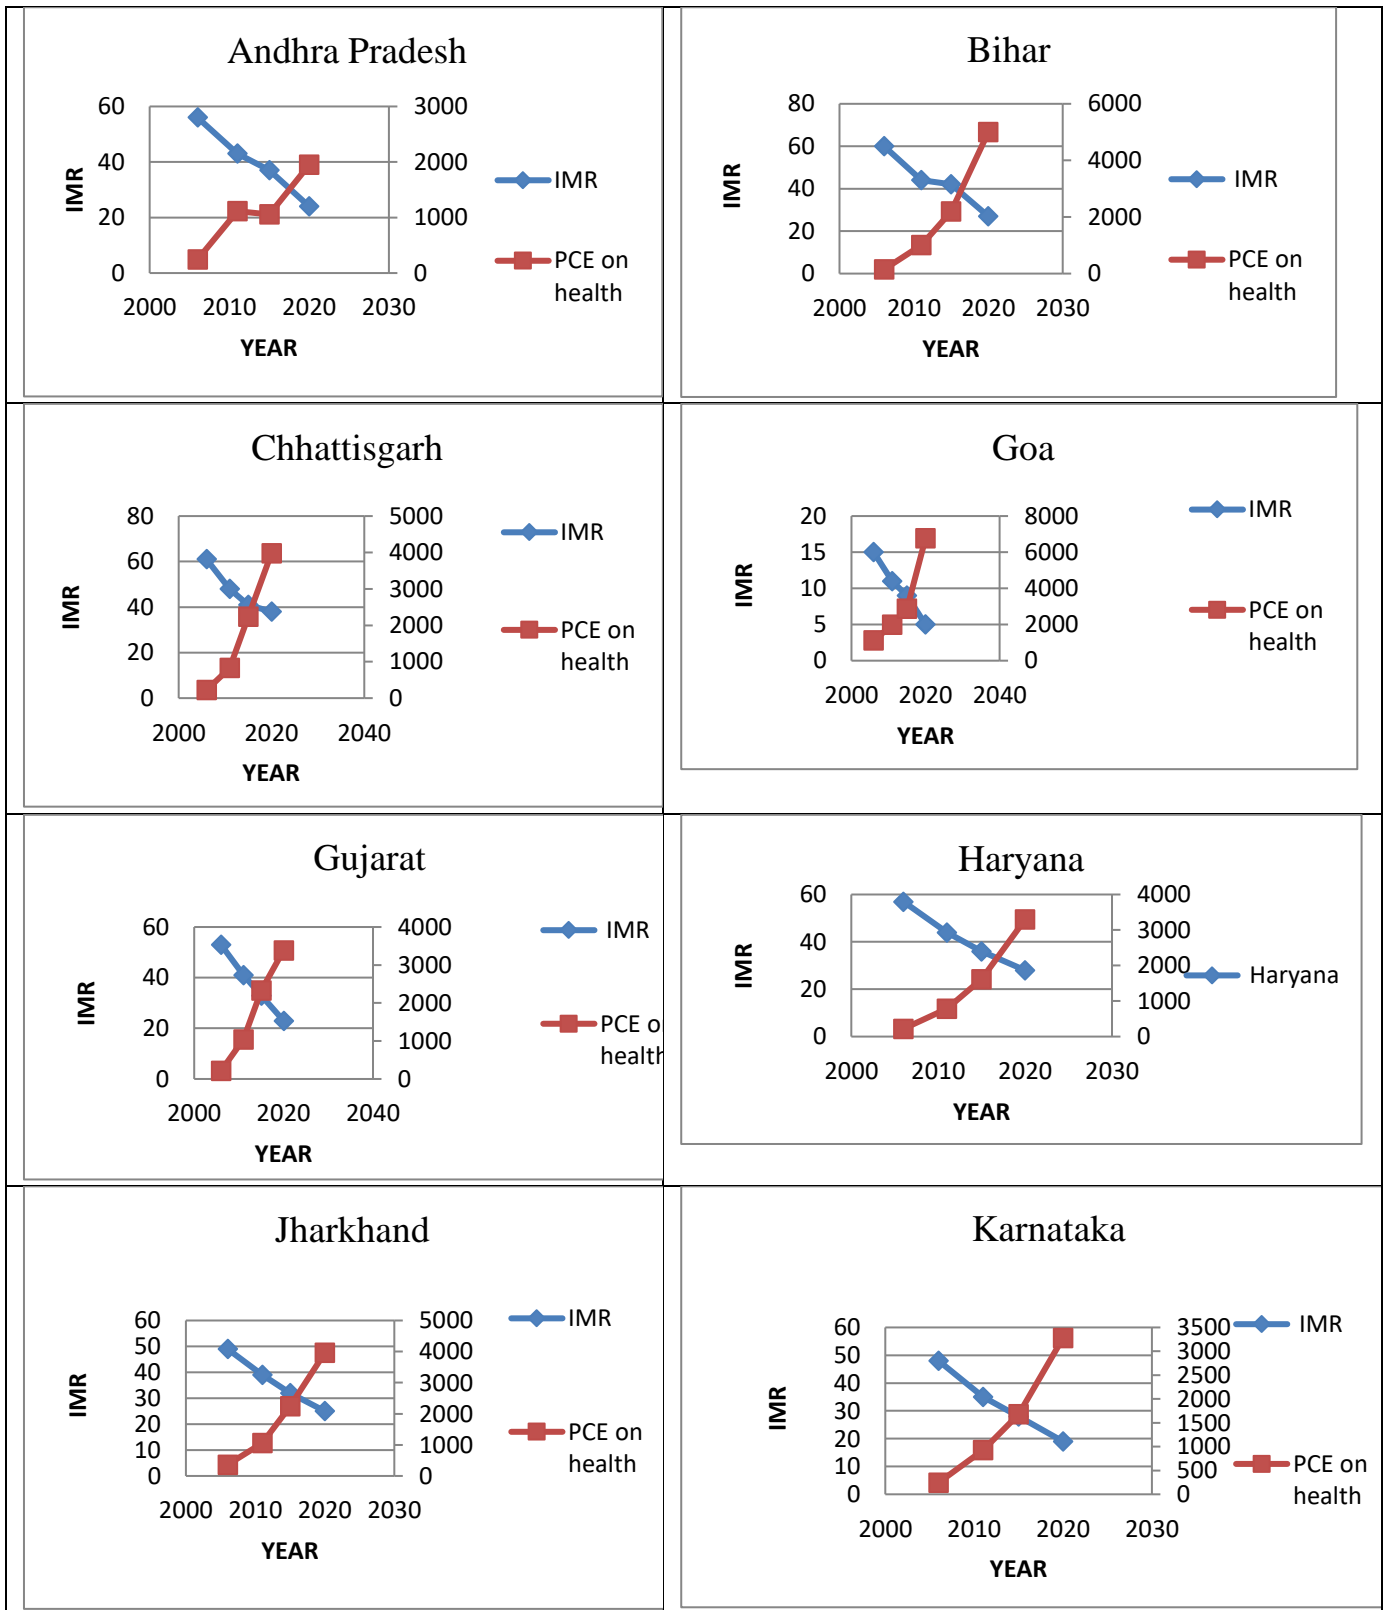 Andhra Pradesh
60
40
20
0
3000
2000
1000
0
2000 2010 2020 2030
IMR
YEAR
IMR
PCE on
health
Bihar
80
60
40
20
0
6000
4000
2000
0
2000 2010 2020 2030
IMR
YEAR
IMR
PCE on
health
Chhattisgarh
80
60
40
20
0
5000
4000
3000
2000
1000
0
2000 2020 2040
IMR
YEAR
IMR
PCE on
health
Goa
20
15
10
5
0
8000
6000
4000
2000
0
2000 2020 2040
IMR
YEAR
IMR
PCE on
health
Gujarat
60
40
20
0
4000
3000
2000
1000
0
2000 2020 2040
IMR
YEAR
IMR
PCE o
health
Haryana
60
40
20
0
4000
3000
2000
1000
0
2000 2010 2020 2030
IMR
YEAR
Haryana
Jharkhand
60
50
40
30
20
10
0
5000
4000
3000
2000
1000
0
2000 2010 2020 2030
IMR
YEAR
IMR
PCE on
health
Karnataka
60
50
40
30
20
10
0
3500
3000
2500
2000
1500
1000
500
0
2000 2010 2020 2030
IMR
YEAR
IMR
PCE on
health